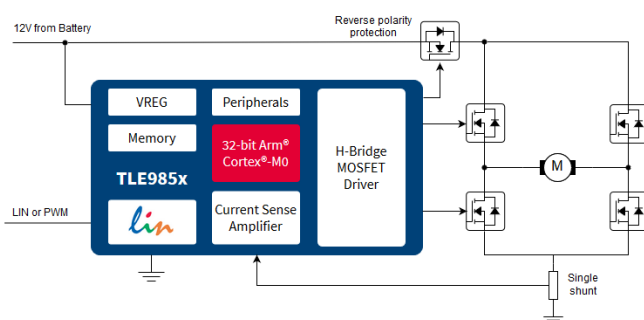 12V from Battery
Reverse polarity
protection
VREG
Peripherals
Memory
32-bit Arm®
Cortex®-M0
H-Bridge
MOSFET
Driver
TLE985x
M
LIN or PWM
lin
Current Sense
Amplifier
Single
shunt